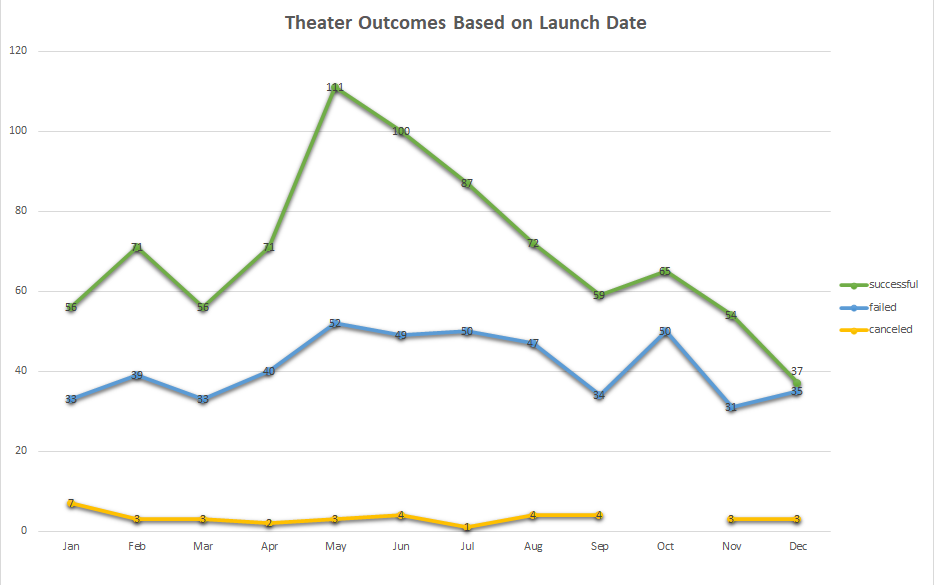 Theater Outcomes Based on Launch Date
120
100
80
60
40
20
0
56 71 56 71 111 100 87 72 59 65 54 37
33 39 33 40 52 49 50 47 34 50 31 35
7 3 3 2 3 4 1 4 4 3 3
Jan Feb Mar Apr May Jun Jul Aug Sep Oct Nov Dec
successful
failed
canceled